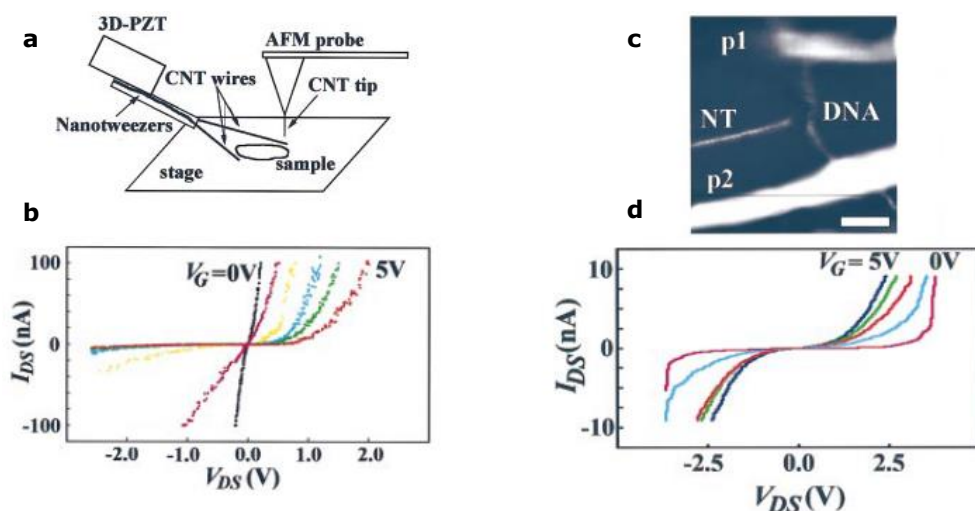 a
3D-PZT
AFM probe
CNT wires
CNT tip
Nanotweezers
stage
sample
b
100
V_G=0V
5V
I_DS(nA)
0
-100
-2.0
-1.0
0.0
1.0
2.0
V_DS(V)
c
p1
DNA
NT
p2
d
10
V_G=5V
0V
I_DS(nA)
0
-10
-2.5
0.0
2.5
V_DS(V)